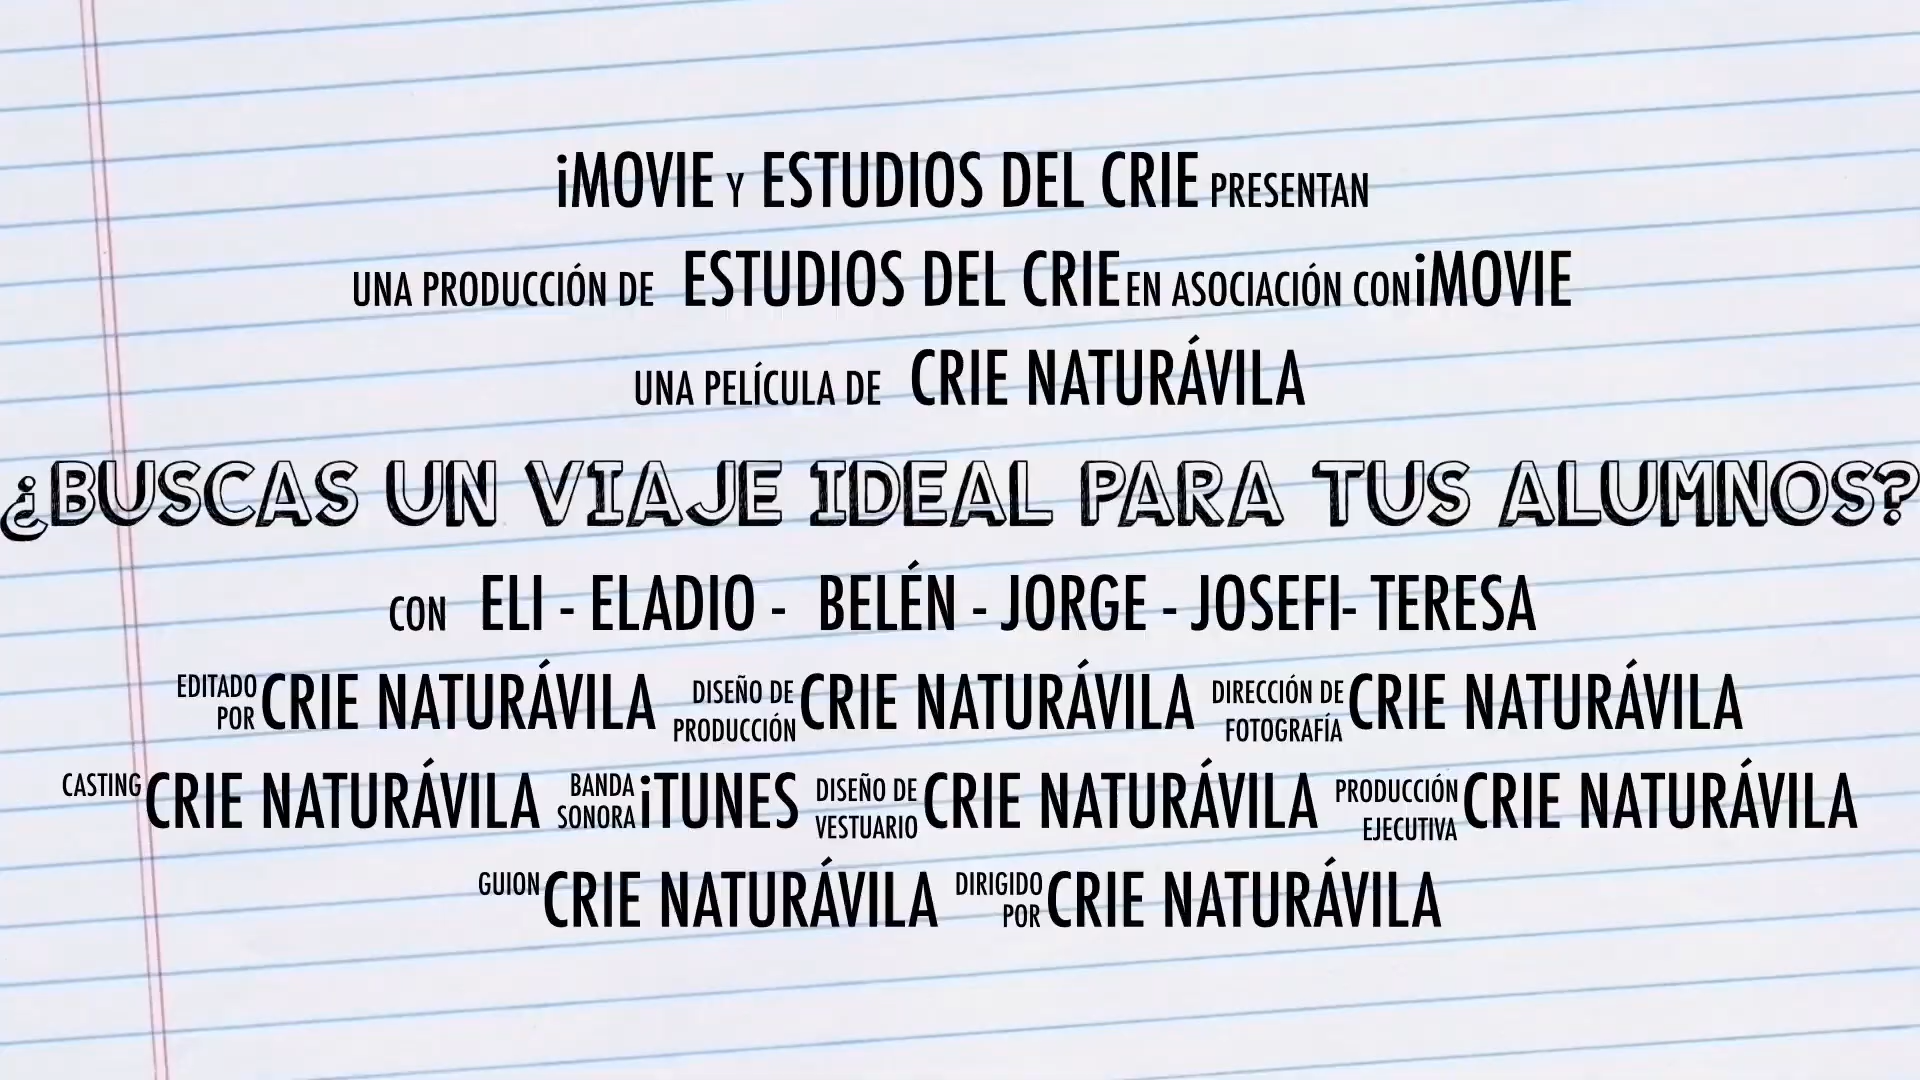 iMOVIE Y ESTUDIOS DEL CRIE PRESENTAN
UNA PRODUCCIÓN DE ESTUDIOS DEL CRIE EN ASOCIACIÓN CON iMOVIE
UNA PELÍCULA DE CRIE NATURÁVILA
¿BUSCAS UN VIAJE IDEAL PARA TUS ALUMNOS?
CON ELI - ELADIO - BELÉN - JORGE - JOSEFI- TERESA
EDITADO POR CRIE NATURÁVILA DISEÑO DE PRODUCCIÓN CRIE NATURÁVILA DIRECCIÓN DE FOTOGRAFÍA CRIE NATURÁVILA
CASTING CRIE NATURÁVILA BANDA SONORA iTUNES DISEÑO DE VESTUARIO CRIE NATURÁVILA PRODUCCIÓN EJECUTIVA CRIE NATURÁVILA
GUION CRIE NATURÁVILA DIRIGIDO POR CRIE NATURÁVILA